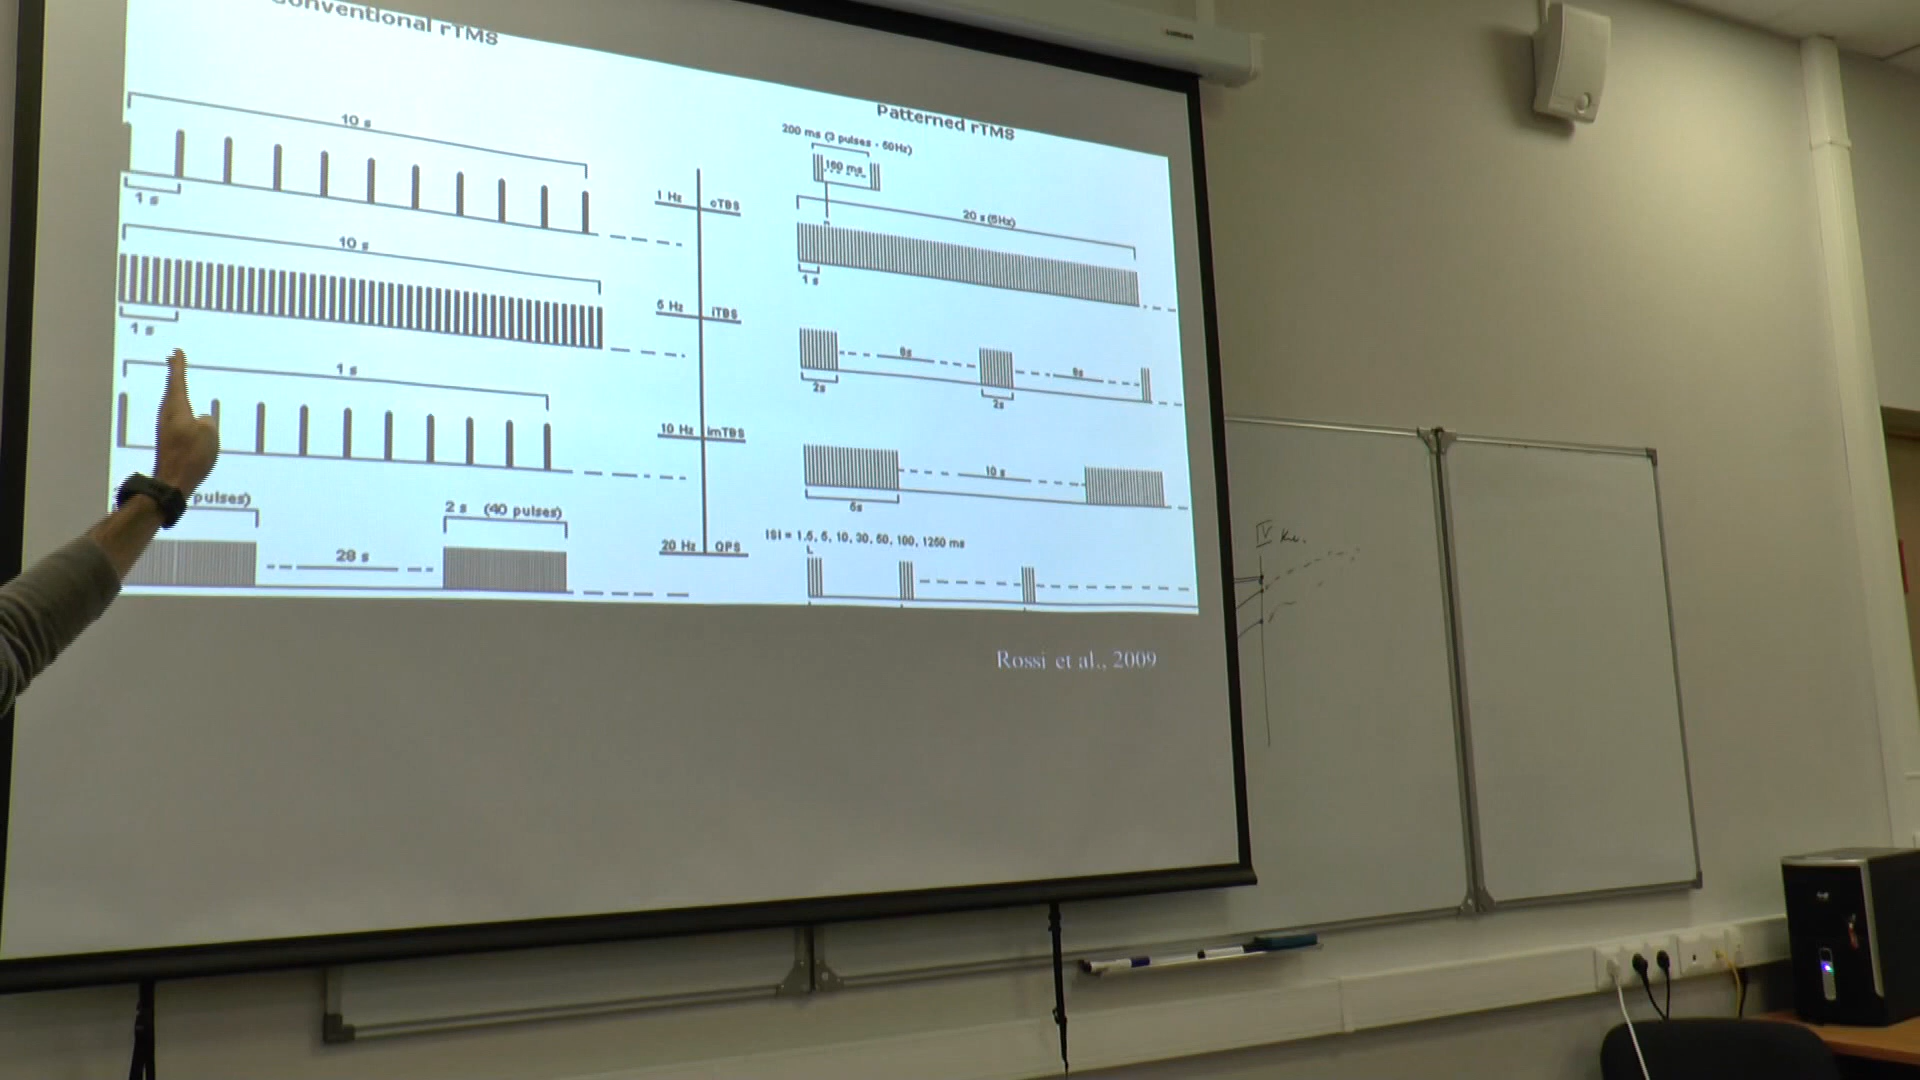 Conventional rTMS
10 s
1 s
10 s
1 s
1 s
pulses)
28 s
2 s (40 pulses)
1 Hz cTBS
5 Hz iTBS
10 Hz imTBS
20 Hz QPS
Patterned rTMS
200 ms (3 pulses - 50Hz)
160 ms
20 s (5Hz)
1 s
2s
8s
2s
8s
5s
10 s
ISI = 1.5, 5, 10, 30, 50, 100, 1250 ms
Rossi et al., 2009
IV